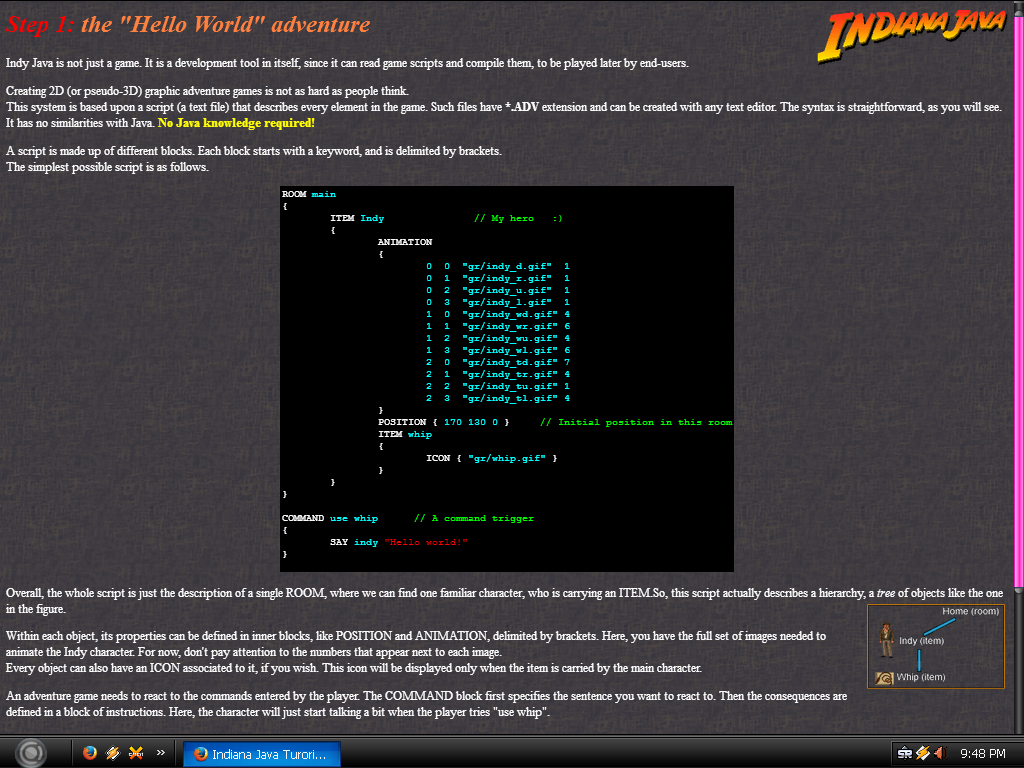 Step 1: the "Hello World" adventure
INDIANA JAVA
Indy Java is not just a game. It is a development tool in itself, since it can read game scripts and compile them, to be played later by end-users.
Creating 2D (or pseudo-3D) graphic adventure games is not as hard as people think.
This system is based upon a script (a text file) that describes every element in the game. Such files have *.ADV extension and can be created with any text editor. The syntax is straightforward, as you will see.
It has no similarities with Java. No Java knowledge required!
A script is made up of different blocks. Each block starts with a keyword, and is delimited by brackets.
The simplest possible script is as follows.
ROOM main
{
ITEM Indy // My hero :)
{
ANIMATION
{
0 0 "gr/indy_d.gif" 1
0 1 "gr/indy_r.gif" 1
0 2 "gr/indy_u.gif" 1
0 3 "gr/indy_l.gif" 1
1 0 "gr/indy_wd.gif" 4
1 1 "gr/indy_wr.gif" 6
1 2 "gr/indy_wu.gif" 4
1 3 "gr/indy_wl.gif" 6
2 0 "gr/indy_td.gif" 7
2 1 "gr/indy_tr.gif" 4
2 2 "gr/indy_tu.gif" 1
2 3 "gr/indy_tl.gif" 4
}
POSITION { 170 130 0 } // Initial position in this room
ITEM whip
{
ICON { "gr/whip.gif" }
}
}
}
COMMAND use whip // A command trigger
{
SAY indy "Hello world!"
}
Overall, the whole script is just the description of a single ROOM, where we can find one familiar character, who is carrying an ITEM.So, this script actually describes a hierarchy, a tree of objects like the one
in the figure.
Home (room)
Indy (item)
Whip (item)
Within each object, its properties can be defined in inner blocks, like POSITION and ANIMATION, delimited by brackets. Here, you have the full set of images needed to
animate the Indy character. For now, don't pay attention to the numbers that appear next to each image.
Every object can also have an ICON associated to it, if you wish. This icon will be displayed only when the item is carried by the main character.
An adventure game needs to react to the commands entered by the player. The COMMAND block first specifies the sentence you want to react to. Then the consequences are
defined in a block of instructions. Here, the character will just start talking a bit when the player tries "use whip".
» Indiana Java Turori... SR 9:48 PM